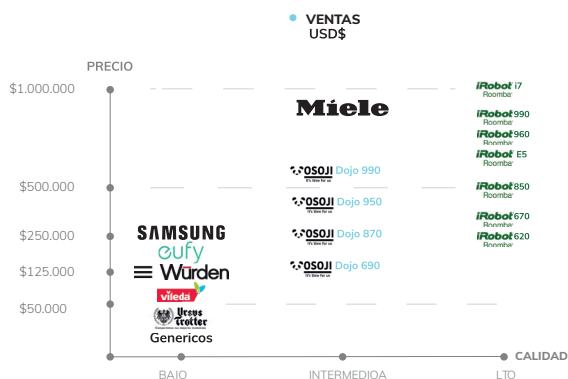 VENTAS
USD$
PRECIO
$1.000.000
$500.000
$250.000
$125.000
$50.000
SAMSUNG
eufy
Würden
vileda
Ursus
Trotter
Genericos
Miele
OSOJI Dojo 990
It's time for us
OSOJI Dojo 950
It's time for us
OSOJI Dojo 870
It's time for us
OSOJI Dojo 690
It's time for us
iRobot i7
Roomba
iRobot 990
Roomba
iRobot 960
Roomba
iRobot E5
Roomba
iRobot 850
Roomba
iRobot 670
Roomba
iRobot 620
Roomba
CALIDAD
BAJO
INTERMEDIOA
LTO